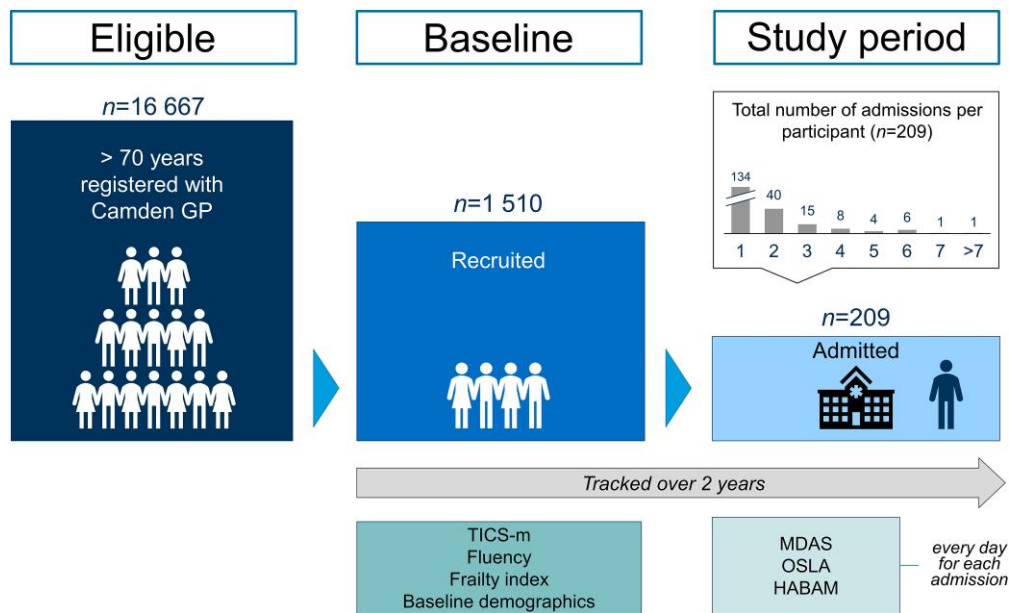 Eligible
Baseline
Study period
n=16 667
> 70 years
registered with
Camden GP
n=1 510
Recruited
Total number of admissions per
participant (n=209)
134
40
15
8
4
6
1
1
1
2
3
4
5
6
7
>7
n=209
Admitted
Tracked over 2 years
TICS-m
Fluency
Frailty index
Baseline demographics
MDAS
OSLA
HABAM
every day
for each
admission